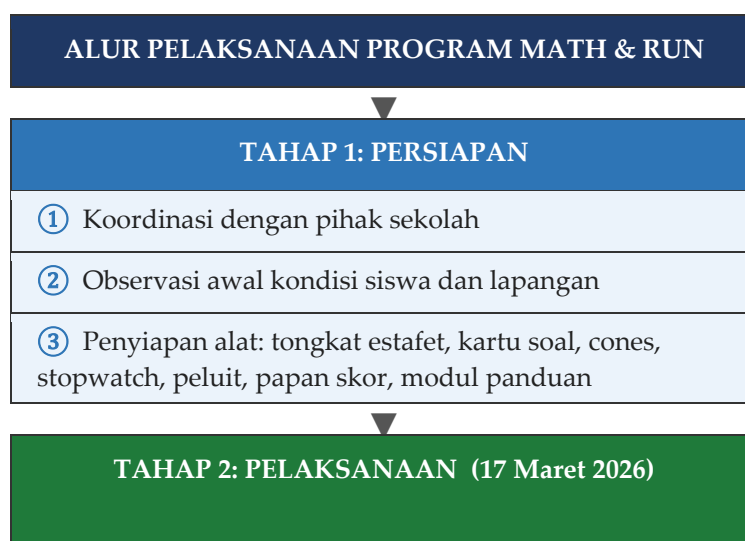 ALUR PELAKSANAAN PROGRAM MATH & RUN
TAHAP 1: PERSIAPAN
① Koordinasi dengan pihak sekolah
② Observasi awal kondisi siswa dan lapangan
③ Penyiapan alat: tongkat estafet, kartu soal, cones,
stopwatch, peluit, papan skor, modul panduan
TAHAP 2: PELAKSANAAN (17 Maret 2026)